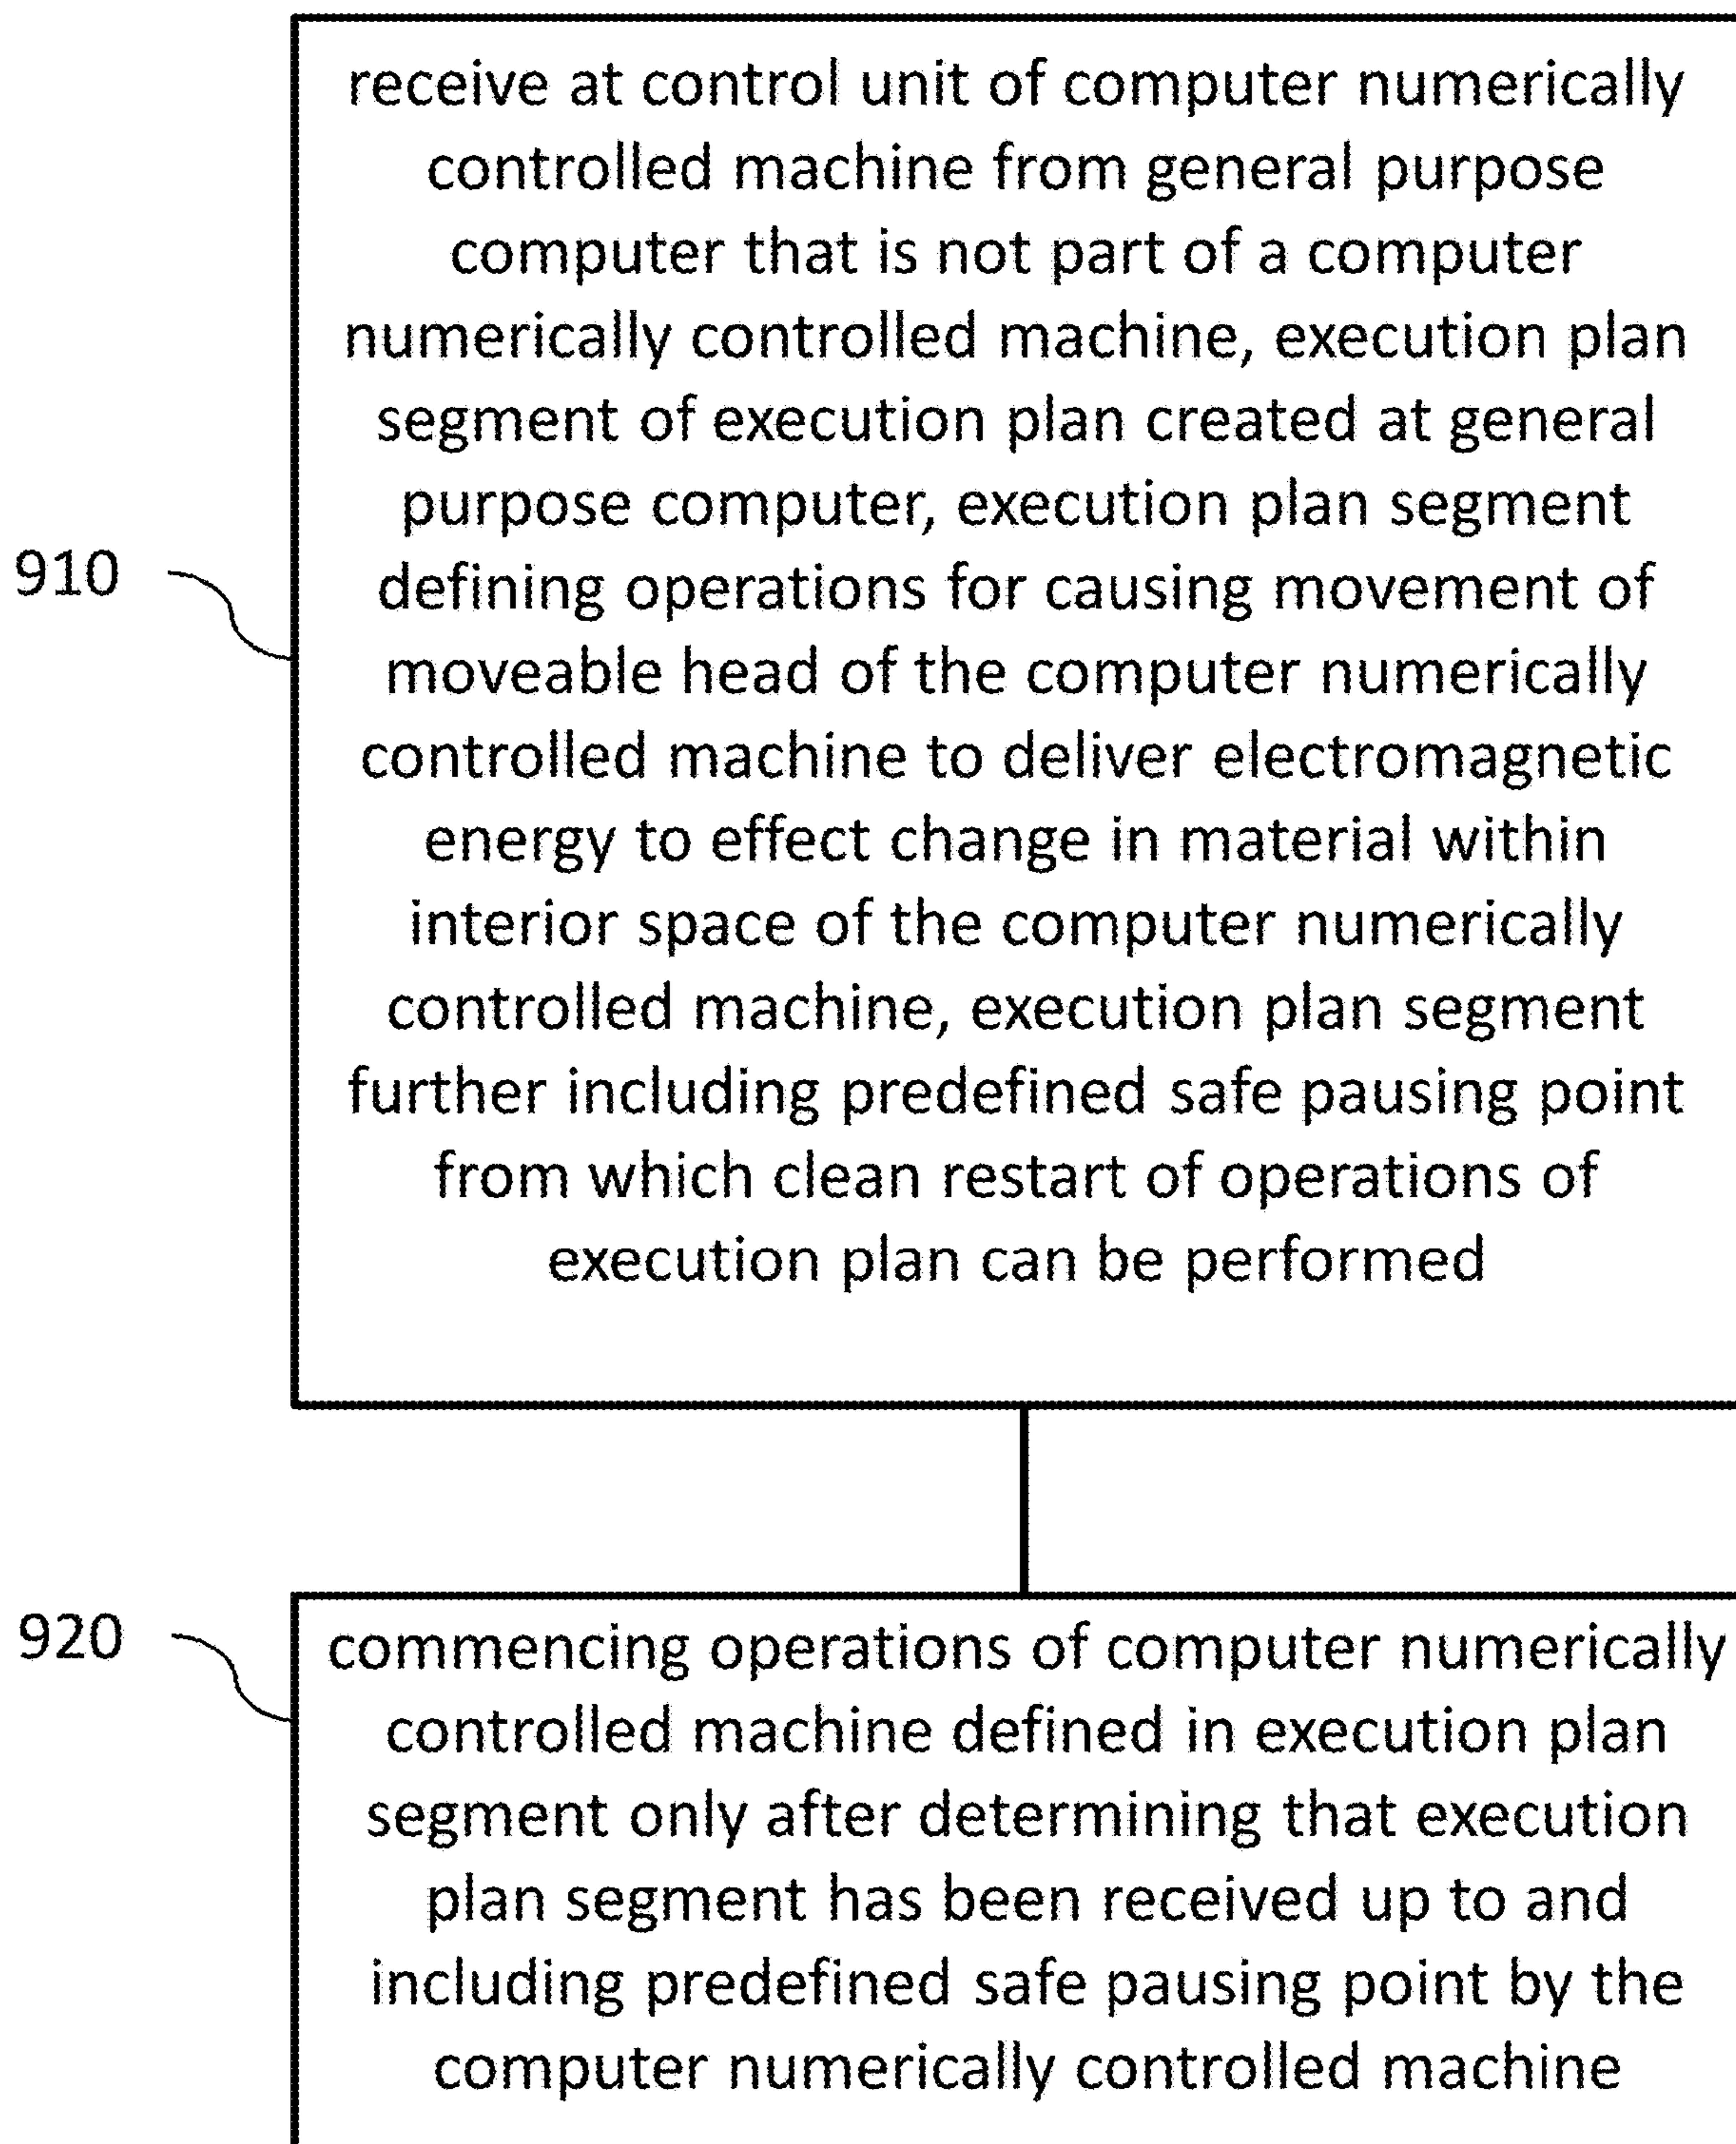 receive at control unit of computer numerically
controlled machine from general purpose
computer that is not part of a computer
numerically controlled machine, execution plan
segment of execution plan created at general
purpose computer, execution plan segment
910
defining operations for causing movement of
moveable head of the computer numerically
controlled machine to deliver electromagnetic
energy to effect change in material within
interior space of the computer numerically
controlled machine, execution plan segment
further including predefined safe pausing point
from which clean restart of operations of
execution plan can be performed
920
commencing operations of computer numerically
controlled machine defined in execution plan
segment only after determining that execution
plan segment has been received up to and
including predefined safe pausing point by the
computer numerically controlled machine